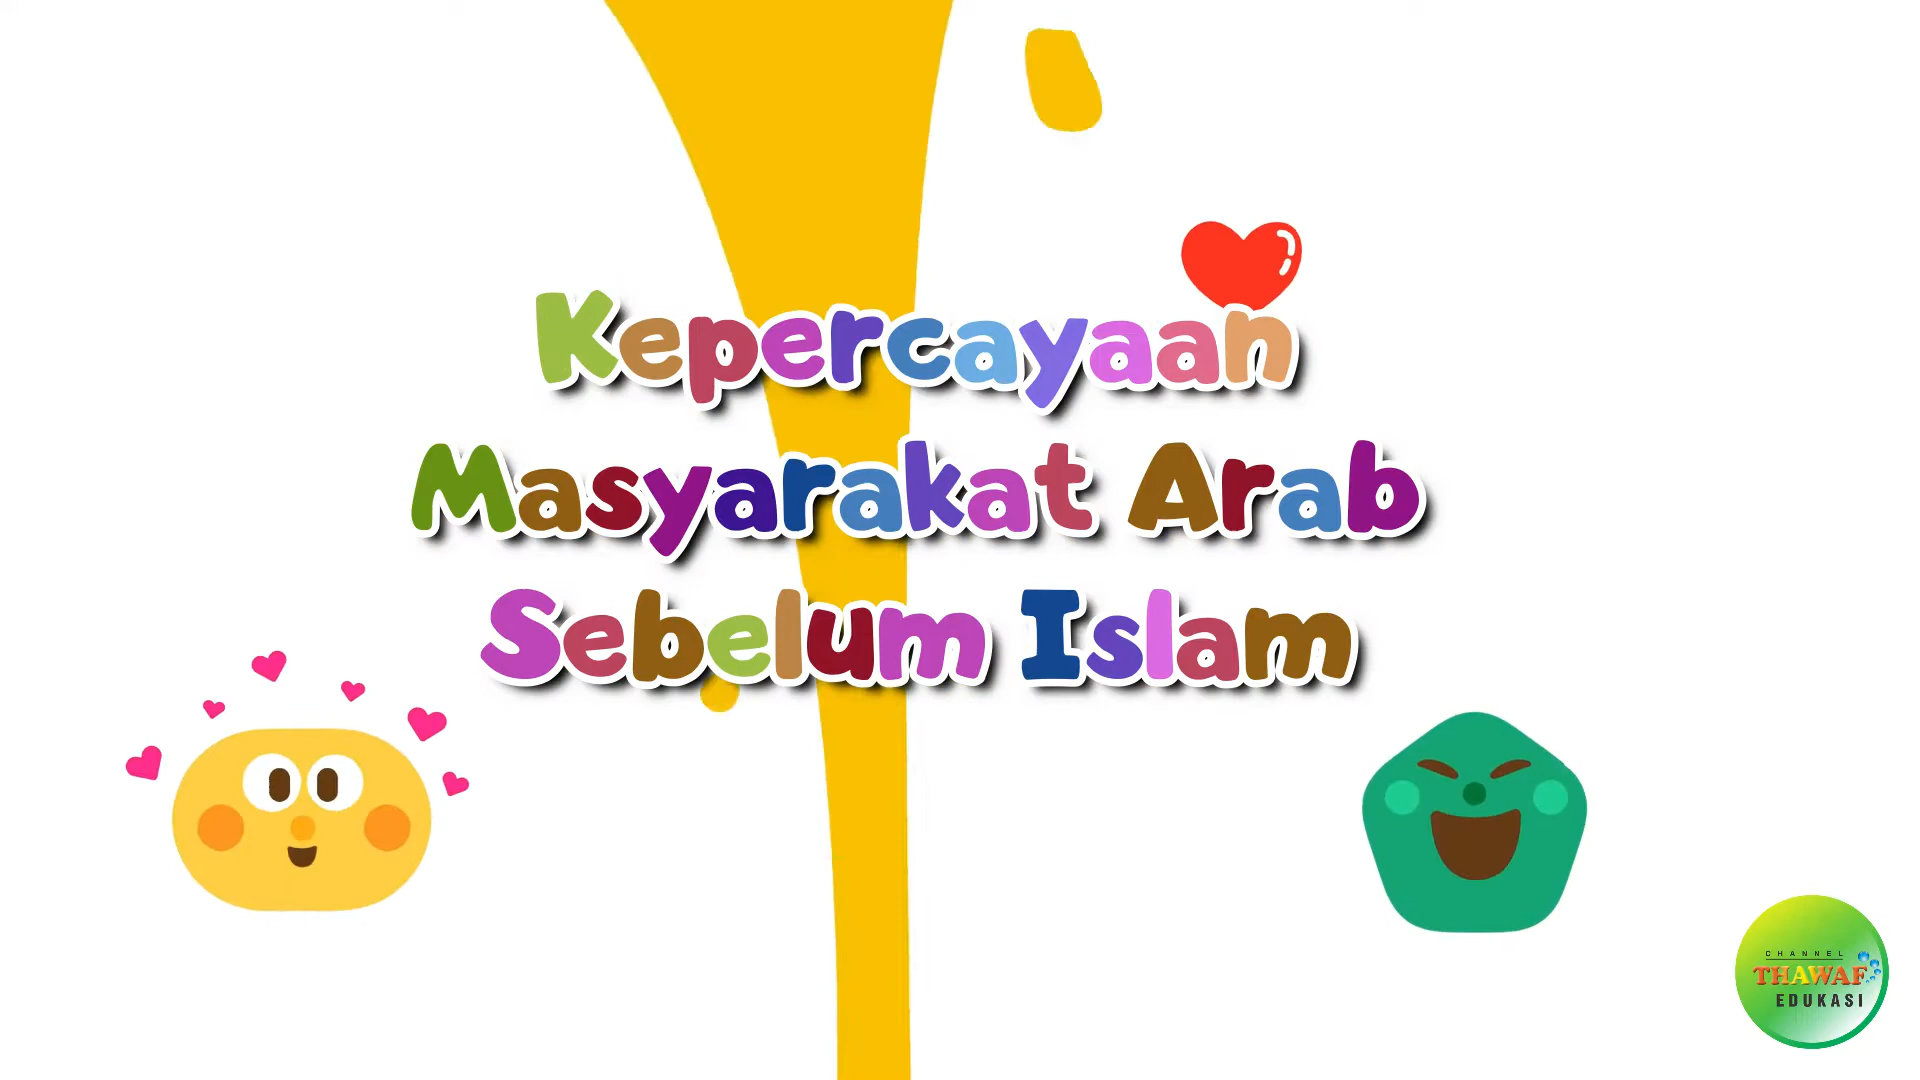 Kepercayaan
Masyarakat Arab
Sebelum Islam
CHANNEL
THAWAF
EDUKASI